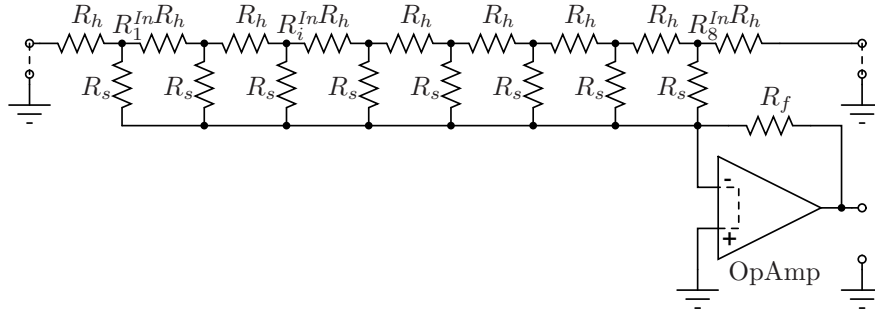 R_h R_1^{In} R_h R_h R_i^{In} R_h R_h R_h R_h R_h R_8^{In} R_h
R_s R_s R_s R_s R_s R_s R_s R_s
R_f
-
+
OpAmp